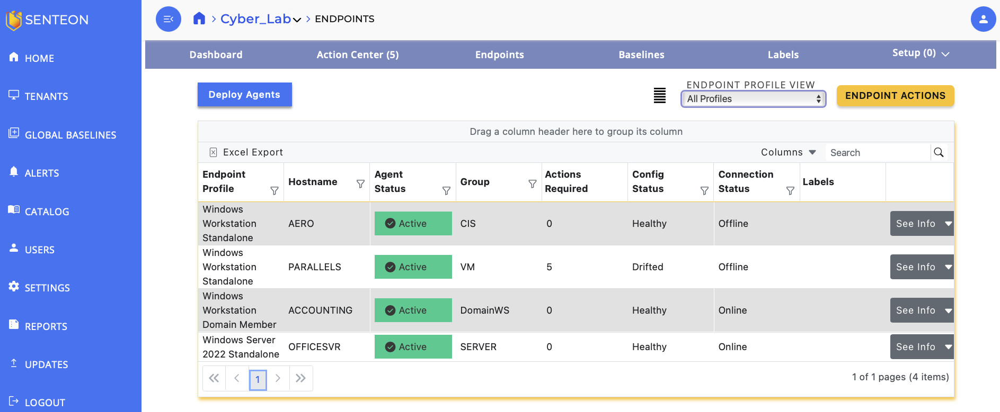 SENTEON
HOME
TENANTS
GLOBAL BASELINES
ALERTS
CATALOG
USERS
SETTINGS
REPORTS
UPDATES
LOGOUT
Cyber_Lab ENDPOINTS
Dashboard Action Center (5) Endpoints Baselines Labels Setup (0)
Deploy Agents
ENDPOINT PROFILE VIEW
All Profiles
ENDPOINT ACTIONS
Drag a column header here to group its column
Excel Export Columns Search
Endpoint Profile Hostname Agent Status Group Actions Required Config Status Connection Status Labels
Windows Workstation Standalone AERO Active CIS 0 Healthy Offline See Info
Windows Workstation Standalone PARALLELS Active VM 5 Drifted Offline See Info
Windows Workstation Domain Member ACCOUNTING Active DomainWS 0 Healthy Online See Info
Windows Server 2022 Standalone OFFICESVR Active SERVER 0 Healthy Online See Info
1
1 of 1 pages (4 items)